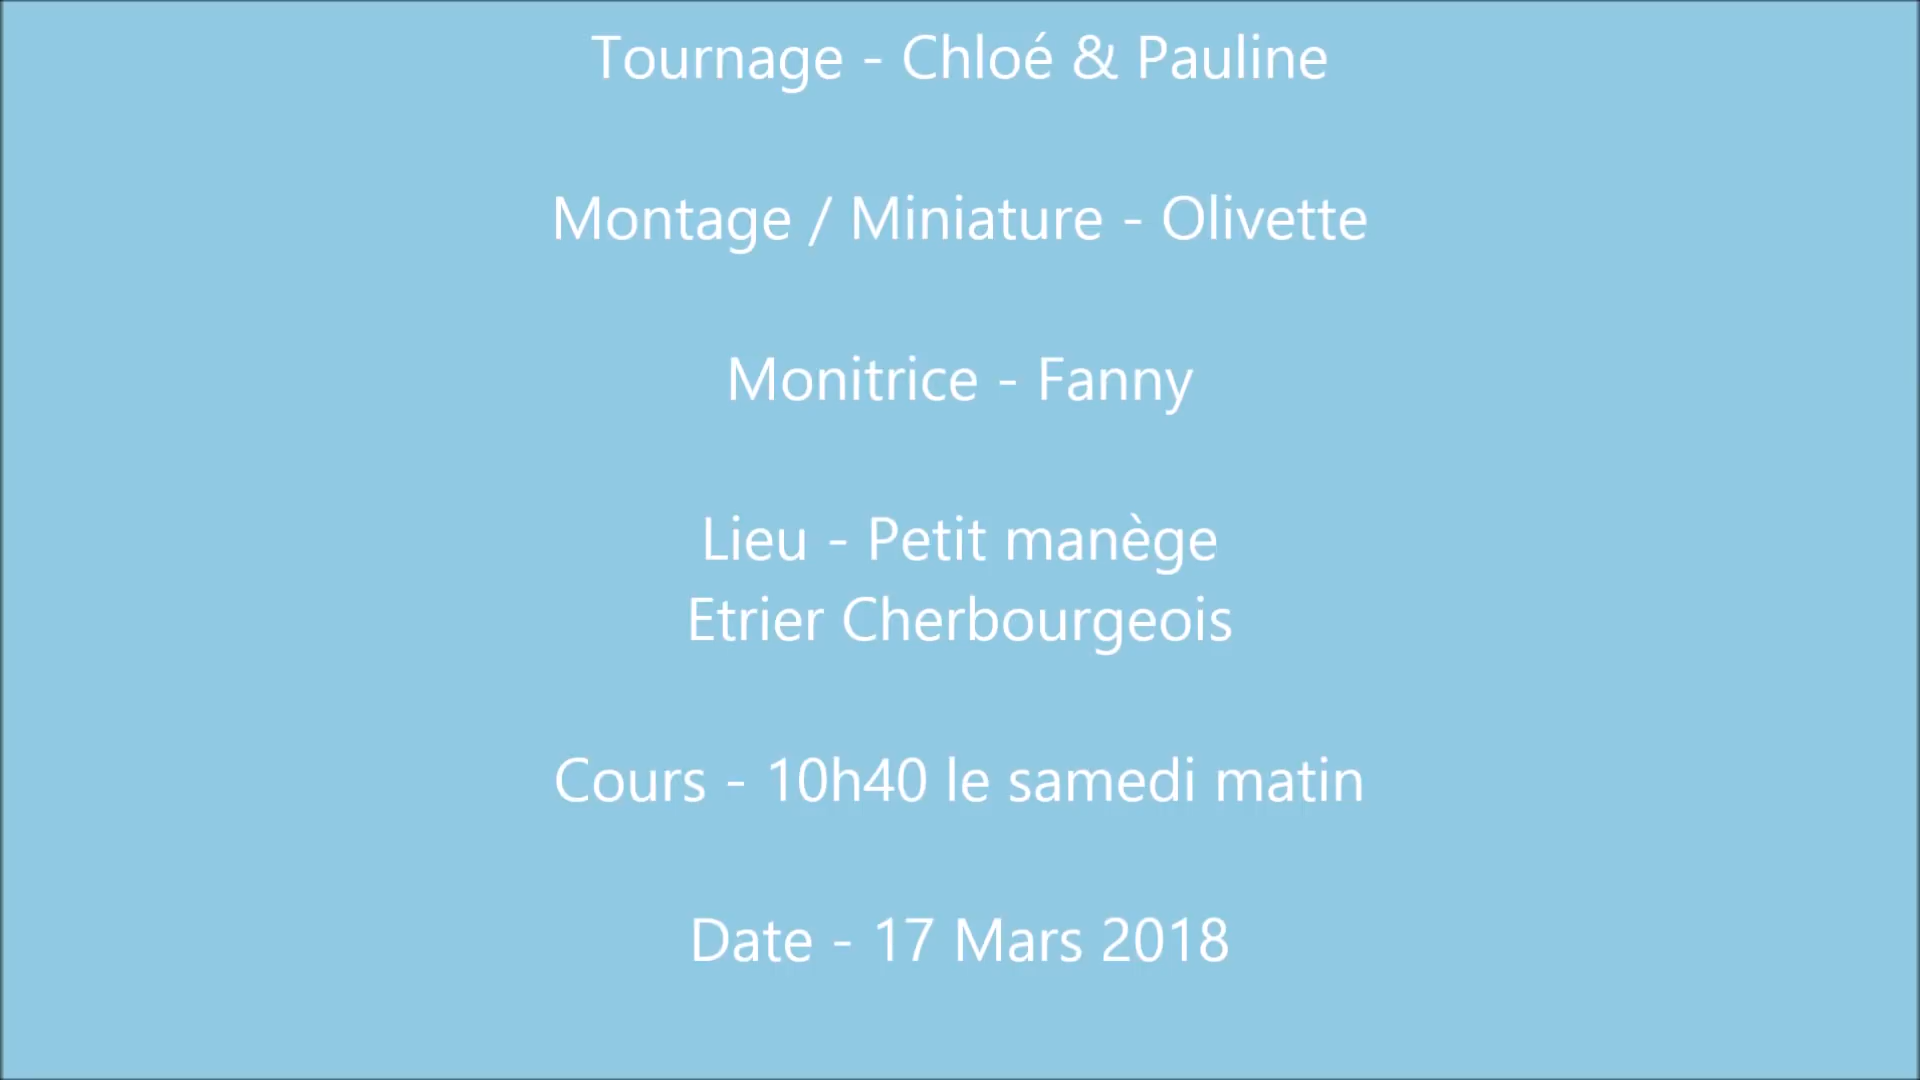 Tournage - Chloé & Pauline
Montage / Miniature - Olivette
Monitrice - Fanny
Lieu - Petit manège
Etrier Cherbourgeois
Cours - 10h40 le samedi matin
Date - 17 Mars 2018